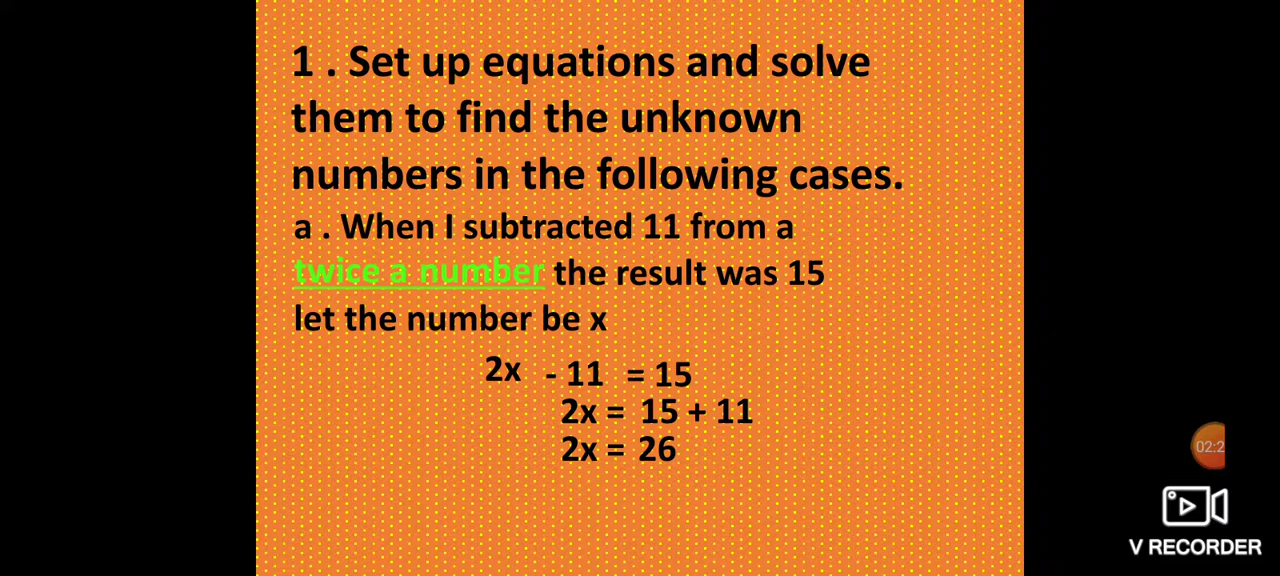 1 . Set up equations and solve
them to find the unknown
numbers in the following cases.
a . When I subtracted 11 from a
twice a number the result was 15
let the number be x
2x - 11 = 15
2x = 15 + 11
2x = 26
02:2
V RECORDER